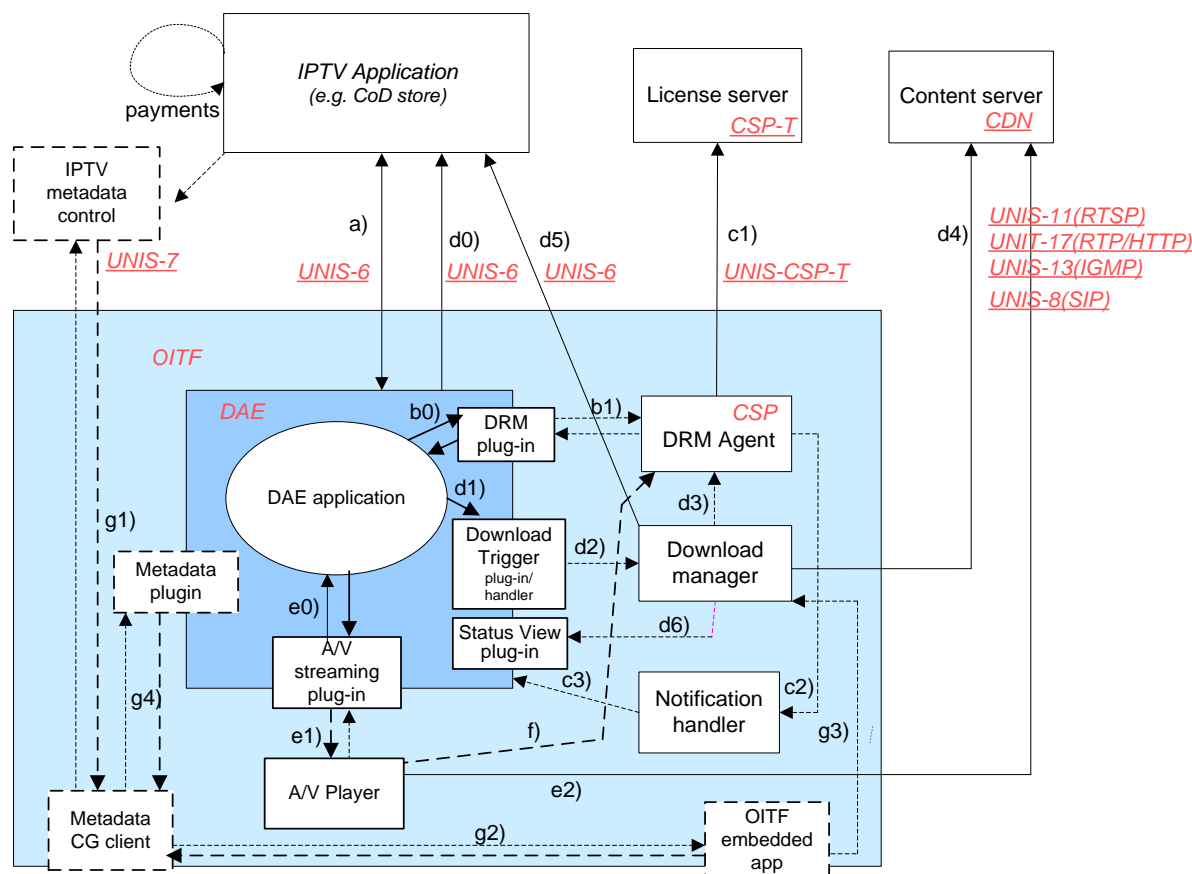 IPTV Application
(e.g. CoD store)
payments
License server
CSP-T
Content server
CDN
IPTV
metadata
control
UNIS-7
a)
UNIS-6
d0)
UNIS-6
d5)
UNIS-6
c1)
UNIS-CSP-T
d4)
UNIS-11(RTSP)
UNIT-17(RTP/HTTP)
UNIS-13(IGMP)
UNIS-8(SIP)
OITF
DAE
b0)
DRM
plug-in
b1)
CSP
DRM Agent
DAE application
d1)
d3)
g1)
Download
Trigger
plug-in/
handler
d2)
Download
manager
Metadata
plugin
e0)
Status View
plug-in
d6)
A/V
streaming
plug-in
c3)
c2)
Notification
handler
g4)
e1)
f)
g3)
A/V Player
e2)
Metadata
CG client
g2)
OITF
embedded
app